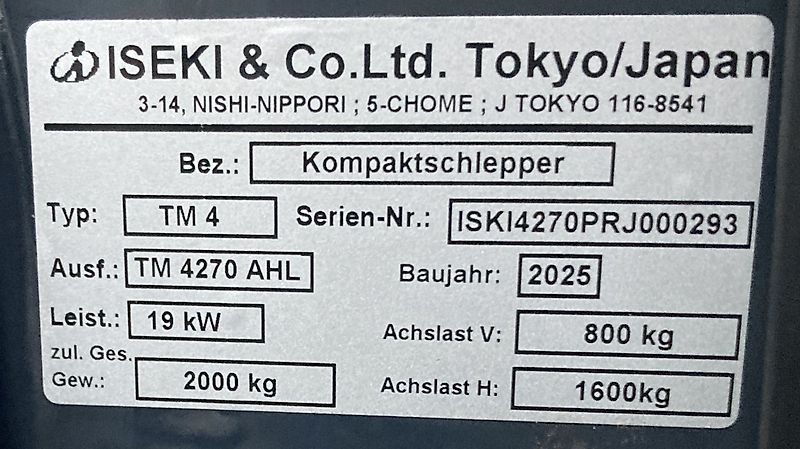 ISEKI & Co.Ltd. Tokyo/Japan
3-14, NISHI-NIPPORI ; 5-CHOME ; J TOKYO 116-8541
Bez.: Kompaktschlepper
Typ: TM 4 Serien-Nr.: ISKI4270PRJ000293
Ausf.: TM 4270 AHL Baujahr: 2025
Leist.: 19 kW Achslast V: 800 kg
zul. Ges.
Gew.: 2000 kg Achslast H: 1600kg